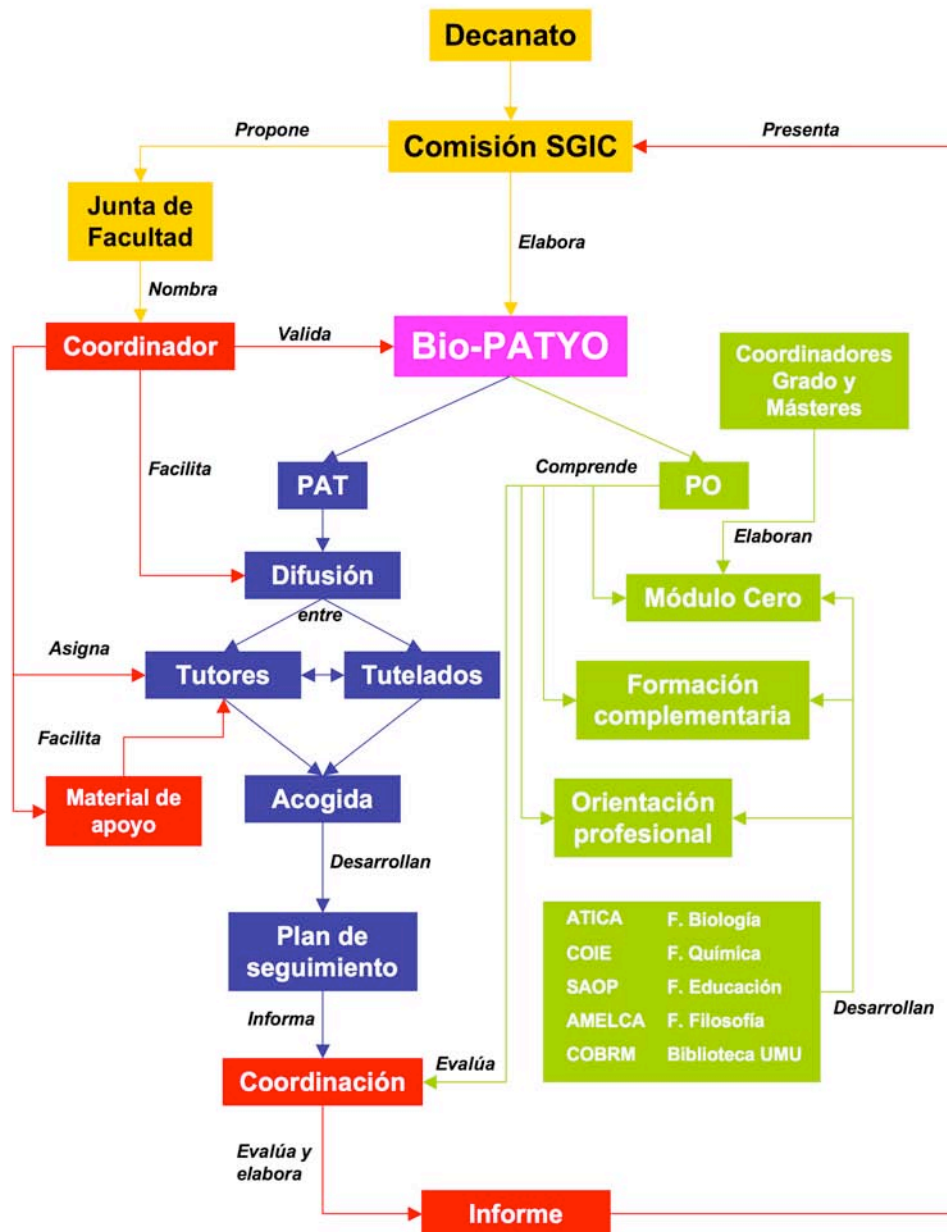 Decanato
Propone
Comisión SGIC
Presenta
Junta de
Facultad
Elabora
Nombra
Coordinador
Valida
Bio-PATYO
Coordinadores
Grado y
Másteres
Facilita
PAT
Comprende
PO
Elaboran
Difusión
Módulo Cero
entre
Asigna
Tutores
Tutelados
Formación
complementaria
Facilita
Material de
apoyo
Acogida
Orientación
profesional
Desarrollan
Plan de
seguimiento
ATICA F. Biología
COIE F. Química
SAOP F. Educación
AMELCA F. Filosofía
COBRM Biblioteca UMU
Desarrollan
Informa
Coordinación
Evalúa
Evalúa y
elabora
Informe